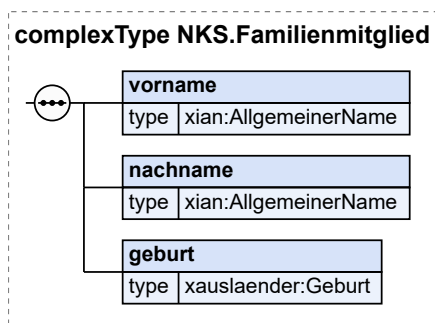 complexType NKS.Familienmitglied
vorname
type xian:AllgemeinerName
nachname
type xian:AllgemeinerName
geburt
type xauslaender:Geburt